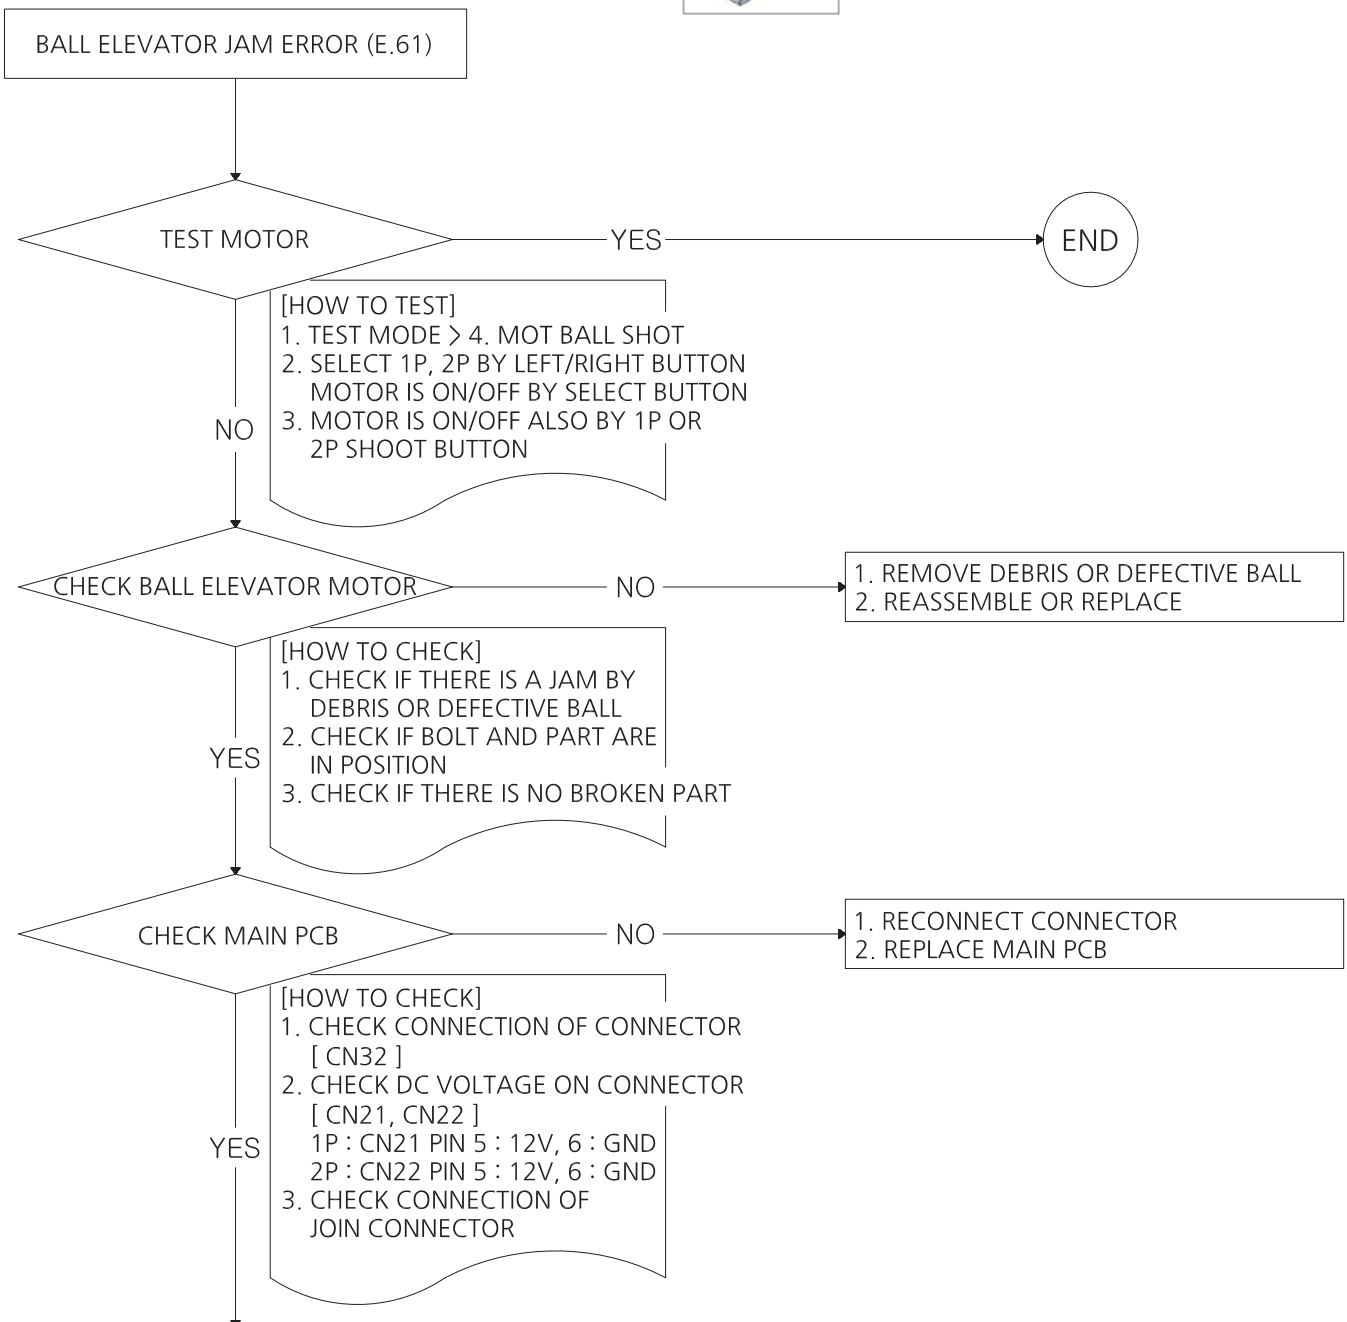 BALL ELEVATOR JAM ERROR (E.61)
TEST MOTOR
YES
END
[HOW TO TEST]
1. TEST MODE > 4. MOT BALL SHOT
2. SELECT 1P, 2P BY LEFT/RIGHT BUTTON
MOTOR IS ON/OFF BY SELECT BUTTON
3. MOTOR IS ON/OFF ALSO BY 1P OR
2P SHOOT BUTTON
NO
CHECK BALL ELEVATOR MOTOR
NO
1. REMOVE DEBRIS OR DEFECTIVE BALL
2. REASSEMBLE OR REPLACE
[HOW TO CHECK]
1. CHECK IF THERE IS A JAM BY
DEBRIS OR DEFECTIVE BALL
2. CHECK IF BOLT AND PART ARE
IN POSITION
3. CHECK IF THERE IS NO BROKEN PART
YES
CHECK MAIN PCB
NO
1. RECONNECT CONNECTOR
2. REPLACE MAIN PCB
[HOW TO CHECK]
1. CHECK CONNECTION OF CONNECTOR
[ CN32 ]
2. CHECK DC VOLTAGE ON CONNECTOR
[ CN21, CN22 ]
1P : CN21 PIN 5 : 12V, 6 : GND
2P : CN22 PIN 5 : 12V, 6 : GND
3. CHECK CONNECTION OF
JOIN CONNECTOR
YES